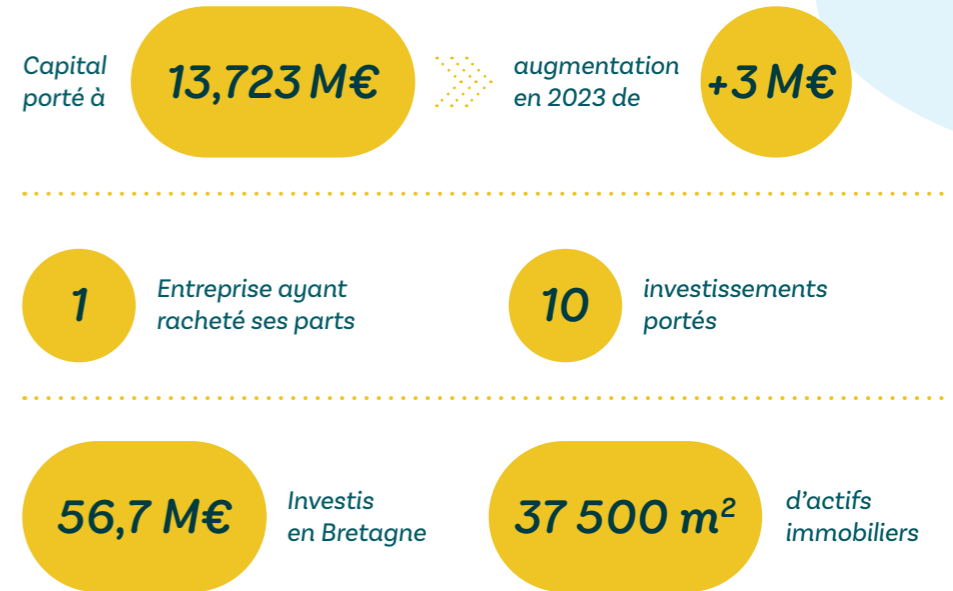 Capital
porté à
13,723 M€
augmentation
en 2023 de
+3 M€
1
Entreprise ayant
racheté ses parts
10
investissements
portés
56,7 M€
Investis
en Bretagne
37 500 m²
d’actifs
immobiliers